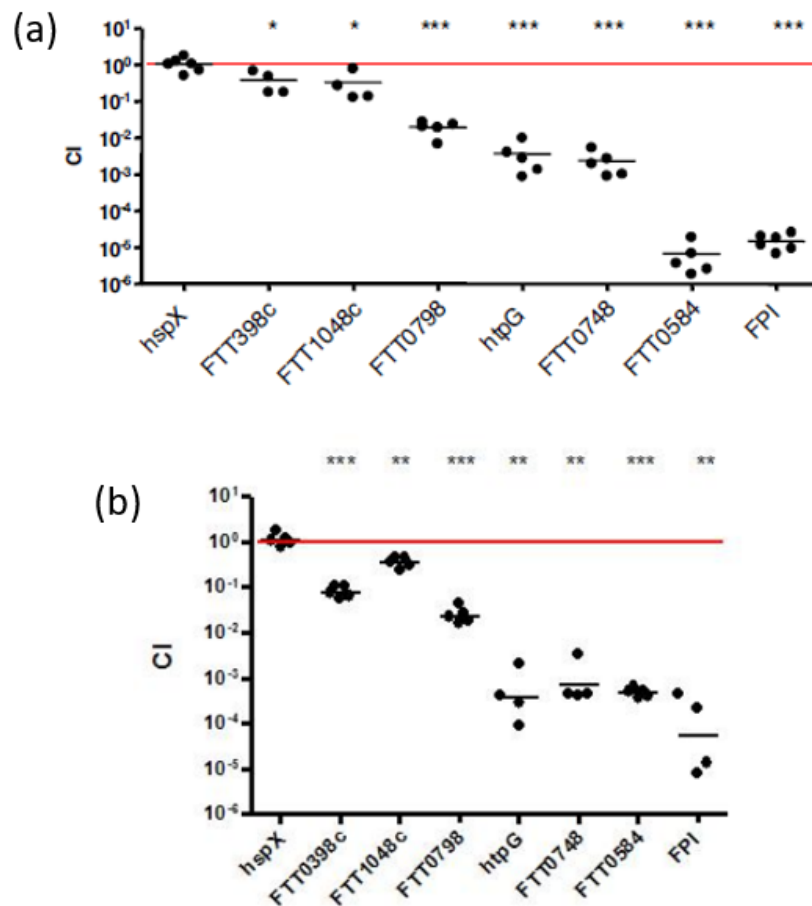 (a)
* * *** *** *** *** ***
CI
10¹
10⁰
10⁻¹
10⁻²
10⁻³
10⁻⁴
10⁻⁵
10⁻⁶
hspX
FTT398c
FTT1048c
FTT0798
htpG
FTT0748
FTT0584
FPI
(b)
*** ** *** ** ** *** **
CI
10¹
10⁰
10⁻¹
10⁻²
10⁻³
10⁻⁴
10⁻⁵
10⁻⁶
hspX
FTT0398c
FTT1048c
FTT0798
htpG
FTT0748
FTT0584
FPI